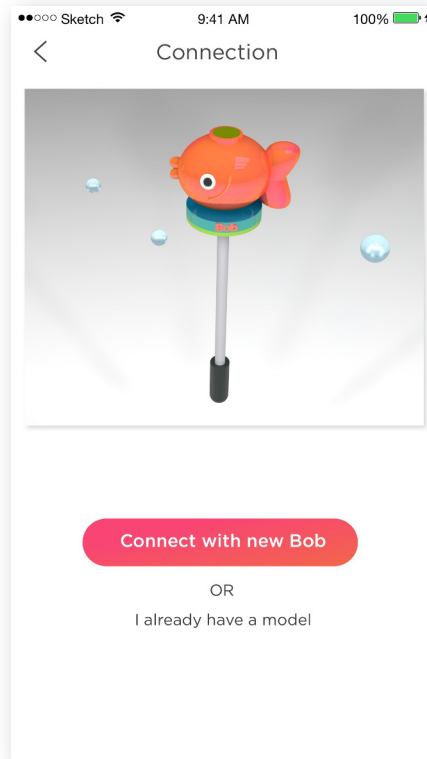 Sketch 9:41 AM 100%
Connection
Bob
Connect with new Bob
OR
I already have a model